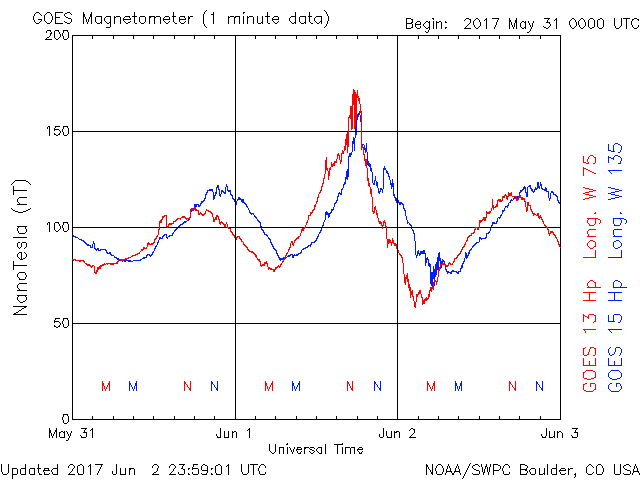 GOES Magnetometer (1 minute data)
Begin: 2017 May 31 0000 UTC
200
150
100
50
0
NanoTesla (nT)
M M N N M M N N M M N N
May 31 Jun 1 Jun 2 Jun 3
Universal Time
GOES 13 Hp Long. W 75
GOES 15 Hp Long. W 135
Updated 2017 Jun 2 23:59:01 UTC
NOAA/SWPC Boulder, CO USA